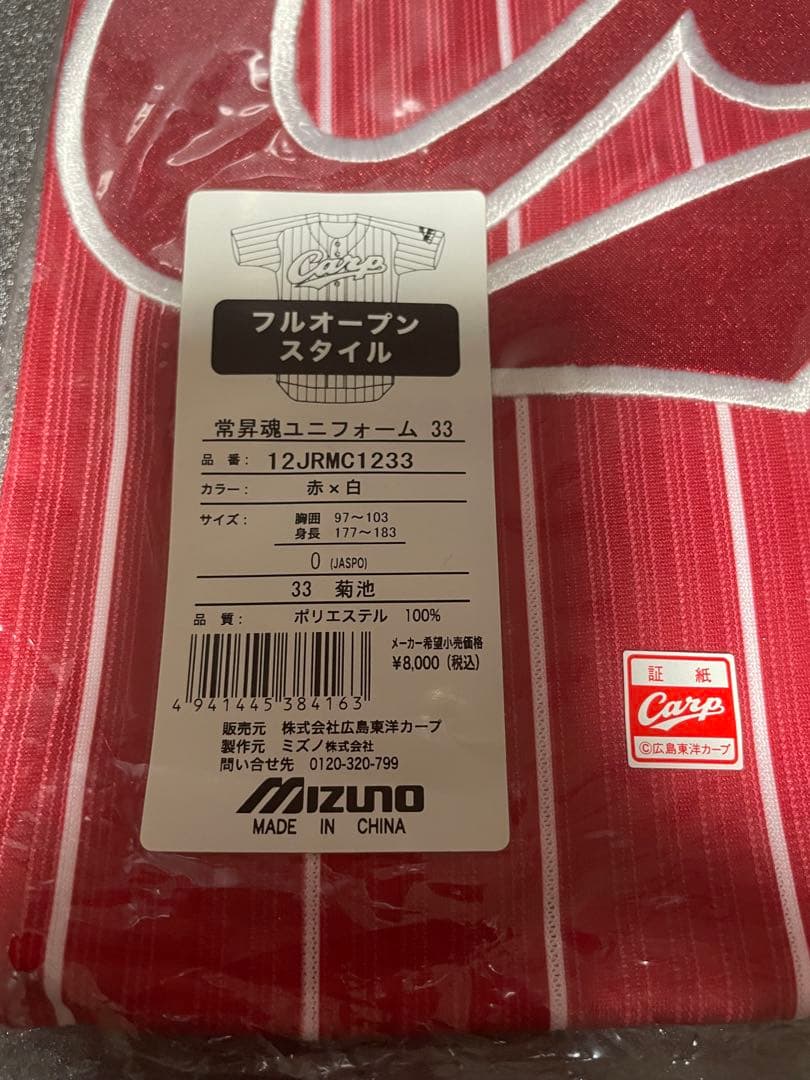 Carp
フルオープン
スタイル
常昇魂ユニフォーム 33
品 番: 12JRMC1233
カラー: 赤×白
サイズ: 胸囲 97〜103
身長 177〜183
O (JASPO)
33 菊池
品 質: ポリエステル 100%
メーカー希望小売価格
¥8,000 (税込)
4 941445 384163
販売元 株式会社広島東洋カープ
製作元 ミズノ株式会社
問い合せ先 0120-320-799
MIZUNO
MADE IN CHINA
証 紙
Carp
©広島東洋カープ